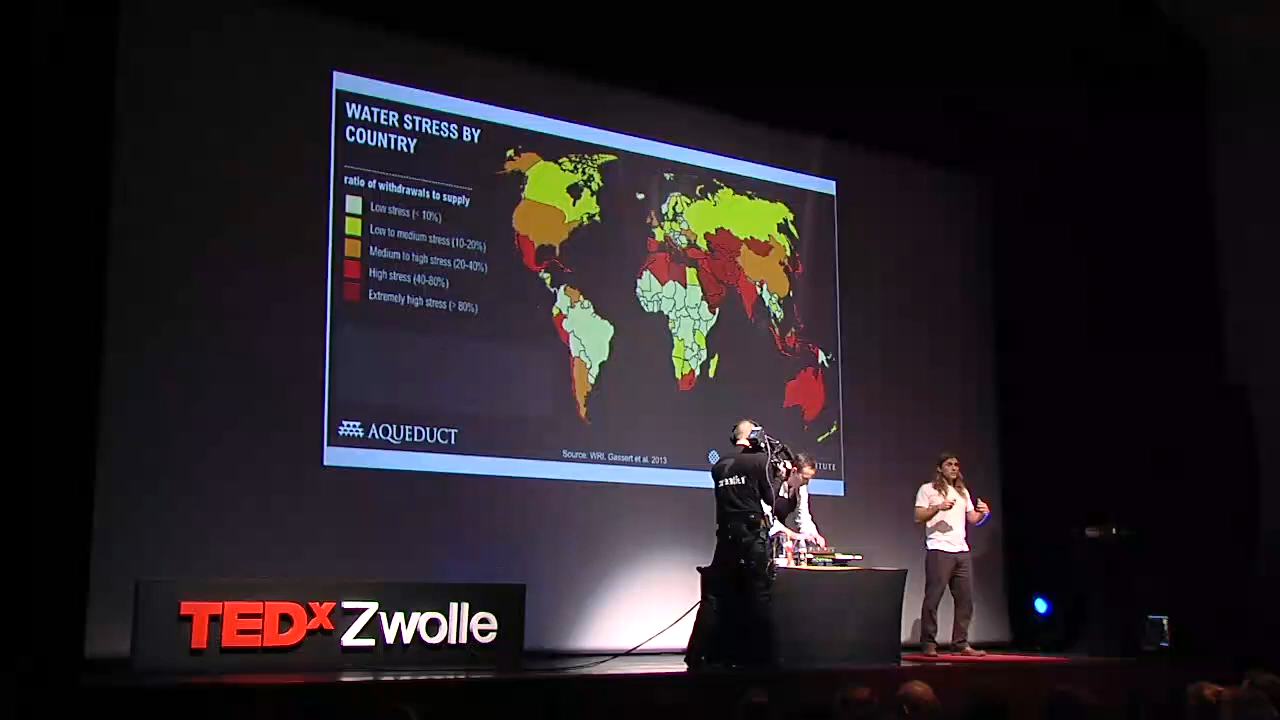 WATER STRESS BY
COUNTRY
ratio of withdrawals to supply
Low stress (< 10%)
Low to medium stress (10-20%)
Medium to high stress (20-40%)
High stress (40-80%)
Extremely high stress (> 80%)
AQUEDUCT
Source: WRI, Gassert et al. 2013
TEDx Zwolle